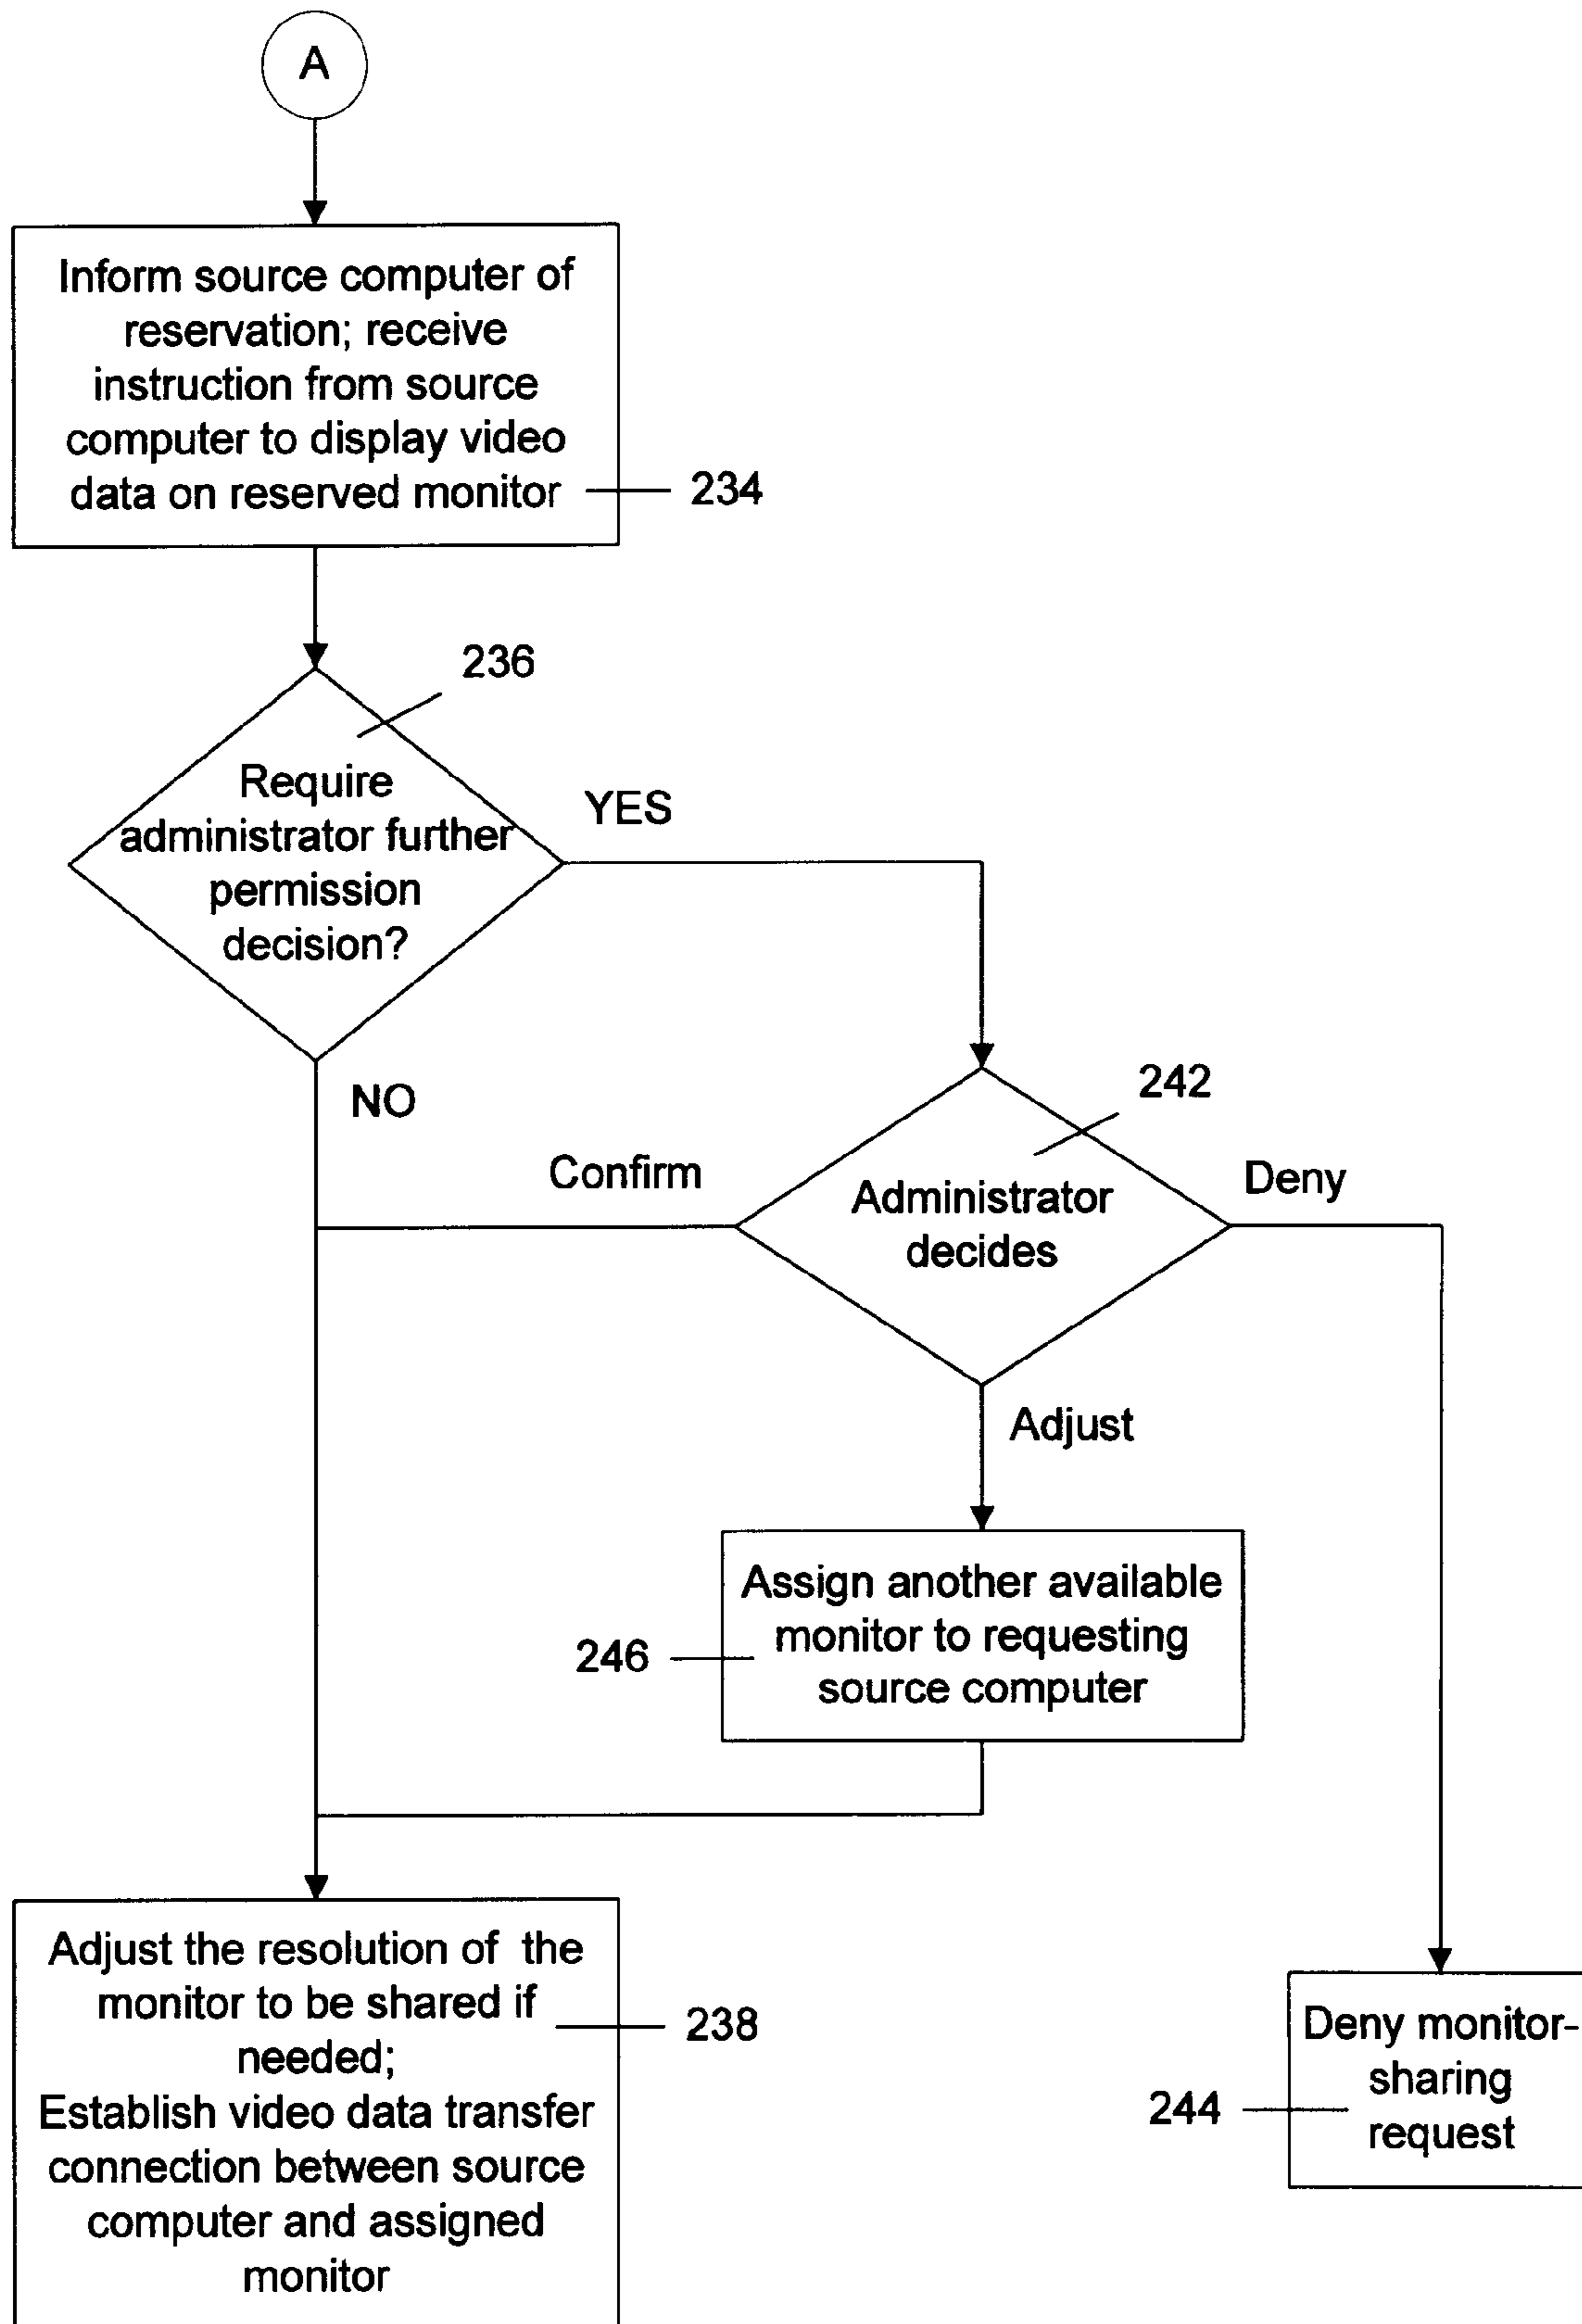 A
Inform source computer of
reservation; receive
instruction from source
computer to display video
data on reserved monitor
234
236
Require
administrator further
permission
decision?
YES
NO
242
Administrator
decides
Confirm
Deny
Adjust
Assign another available
monitor to requesting
source computer
246
Adjust the resolution of the
monitor to be shared if
needed;
Establish video data transfer
connection between source
computer and assigned
monitor
238
Deny monitor-
sharing
request
244